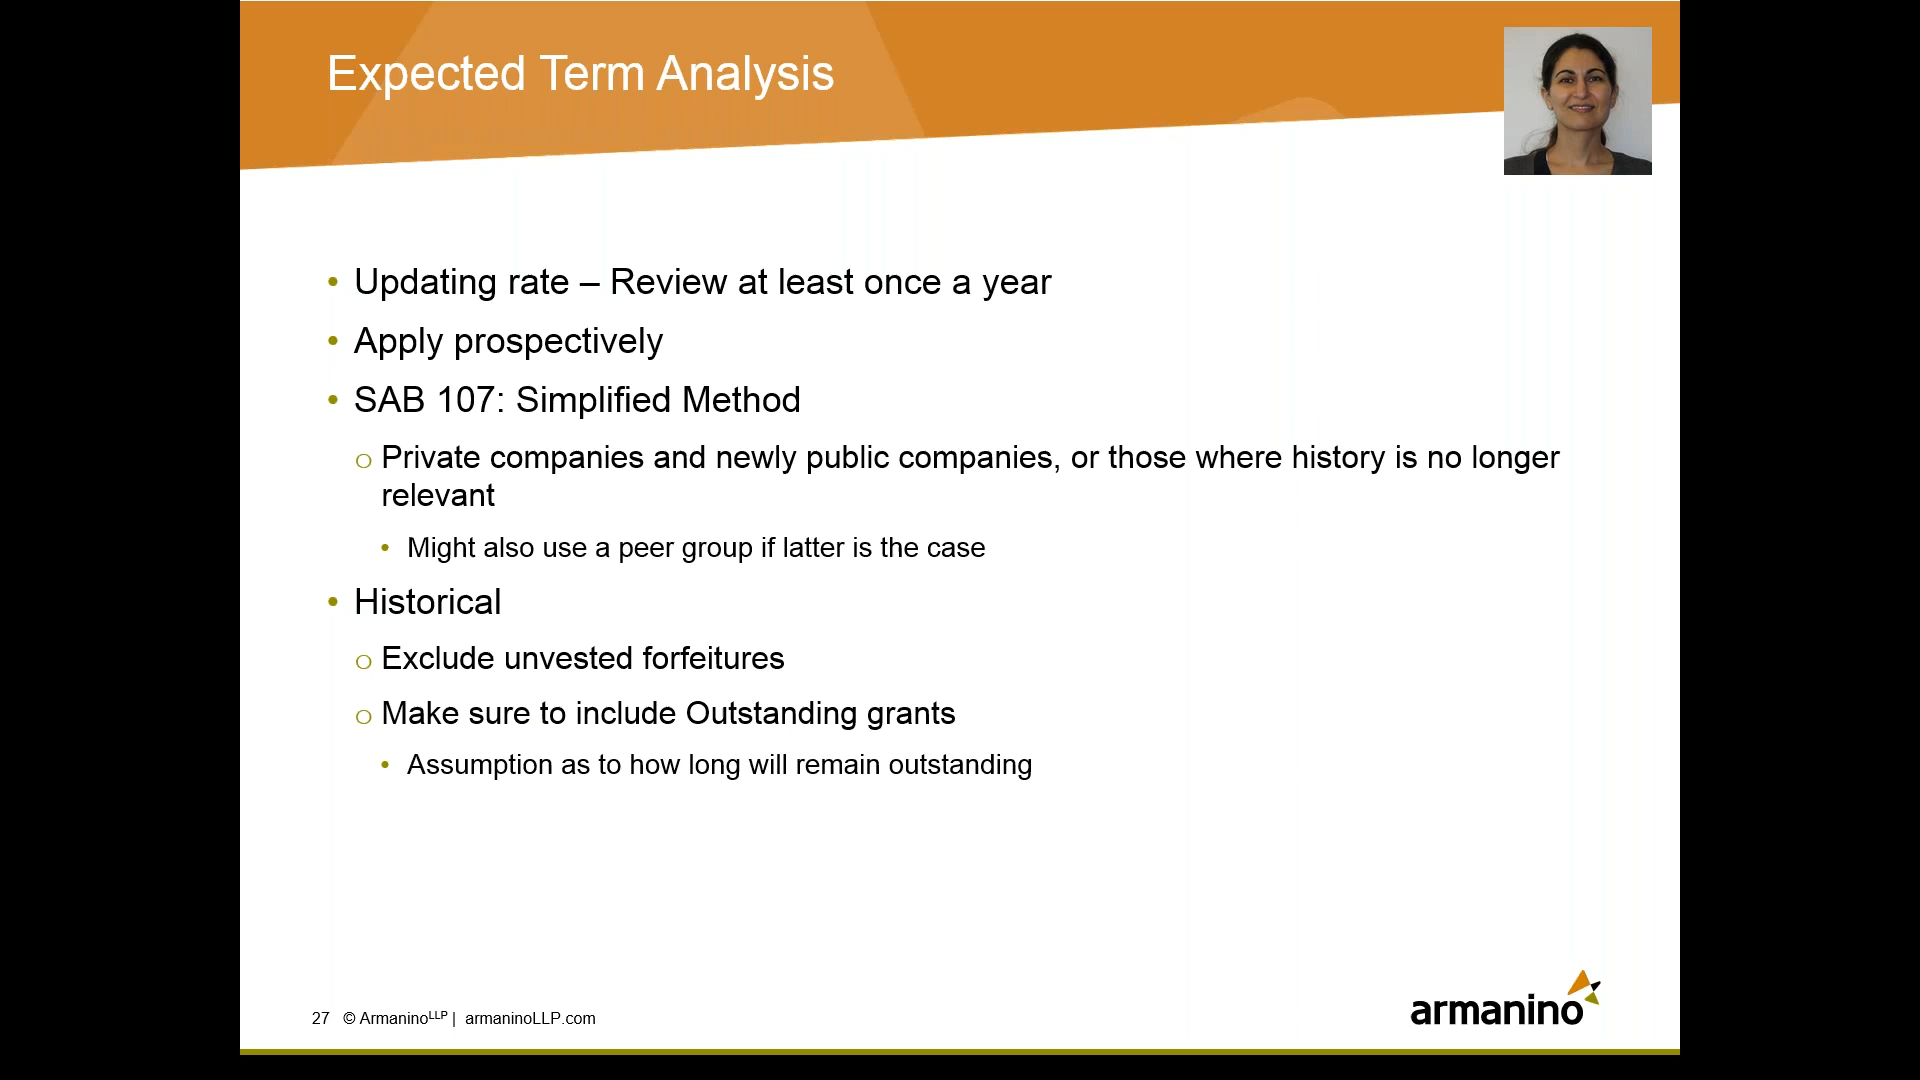 Expected Term Analysis
• Updating rate – Review at least once a year
• Apply prospectively
• SAB 107: Simplified Method
o Private companies and newly public companies, or those where history is no longer
relevant
• Might also use a peer group if latter is the case
• Historical
o Exclude unvested forfeitures
o Make sure to include Outstanding grants
• Assumption as to how long will remain outstanding
27 © ArmaninoLLP | armaninoLLP.com
armanino